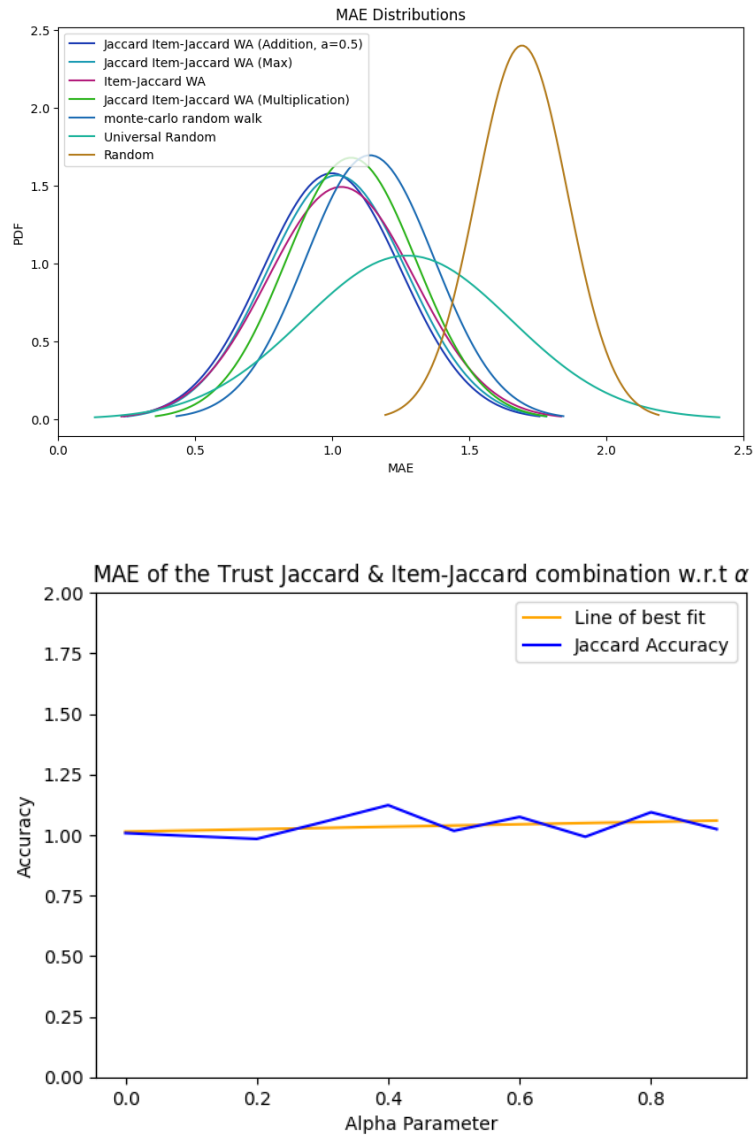 MAE Distributions
2.5
2.0
1.5
1.0
0.5
0.0
PDF
Jaccard Item-Jaccard WA (Addition, a=0.5)
Jaccard Item-Jaccard WA (Max)
Item-Jaccard WA
Jaccard Item-Jaccard WA (Multiplication)
monte-carlo random walk
Universal Random
Random
0.0 0.5 1.0 1.5 2.0 2.5
MAE
MAE of the Trust Jaccard & Item-Jaccard combination w.r.t α
2.00
1.75
1.50
1.25
1.00
0.75
0.50
0.25
0.00
Accuracy
Line of best fit
Jaccard Accuracy
0.0 0.2 0.4 0.6 0.8
Alpha Parameter